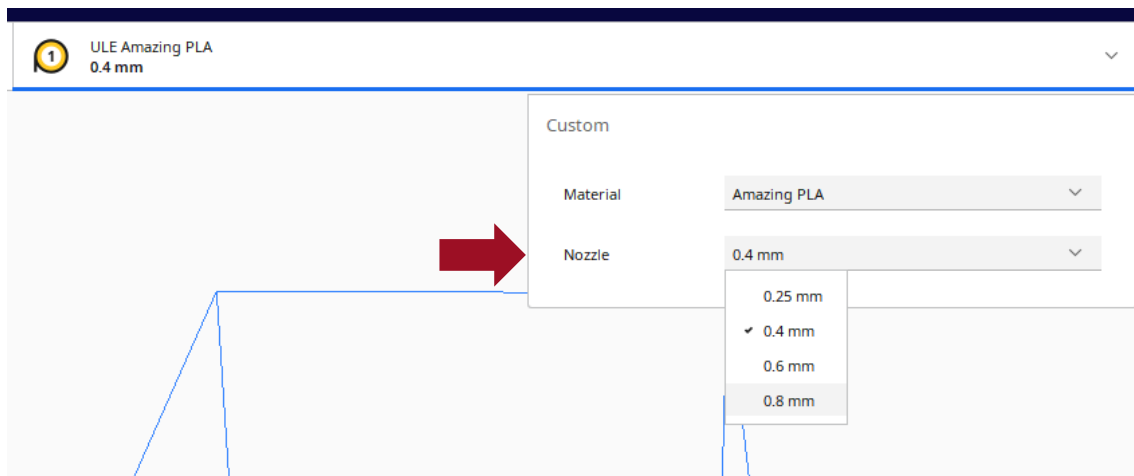 1
ULE Amazing PLA
0.4 mm
Custom
Material
Amazing PLA
Nozzle
0.4 mm
0.25 mm
0.4 mm
0.6 mm
0.8 mm